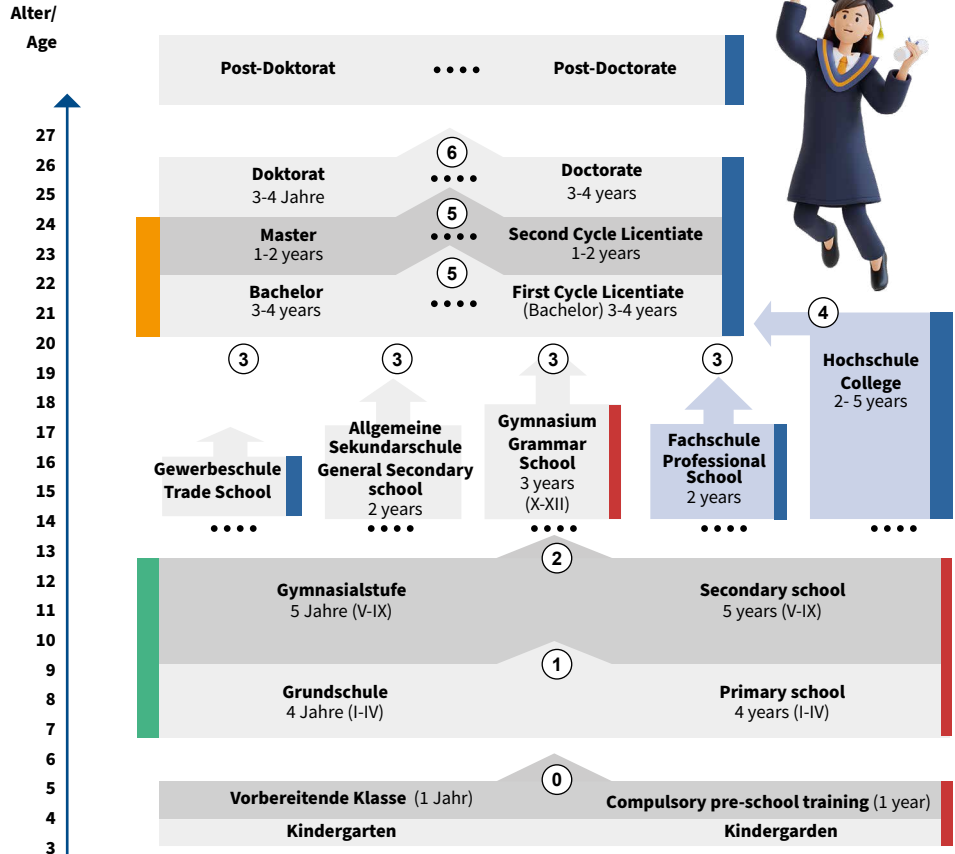 Alter/
Age
Post-Doktorat
Post-Doctorate
27
26
25
24
23
22
21
20
19
18
17
16
15
14
13
12
11
10
9
8
7
6
5
4
3
6
Doktorat
3-4 Jahre
Doctorate
3-4 years
5
Master
1-2 years
Second Cycle Licentiate
1-2 years
5
Bachelor
3-4 years
First Cycle Licentiate
(Bachelor) 3-4 years
4
Hochschule
College
2- 5 years
3
3
3
3
Gewerbeschule
Trade School
Allgemeine
Sekundarschule
General Secondary
school
2 years
Gymnasium
Grammar
School
3 years
(X-XII)
Fachschule
Professional
School
2 years
2
Gymnasialstufe
5 Jahre (V-IX)
Secondary school
5 years (V-IX)
1
Grundschule
4 Jahre (I-IV)
Primary school
4 years (I-IV)
0
Vorbereitende Klasse (1 Jahr)
Compulsory pre-school training (1 year)
Kindergarten
Kindergarden